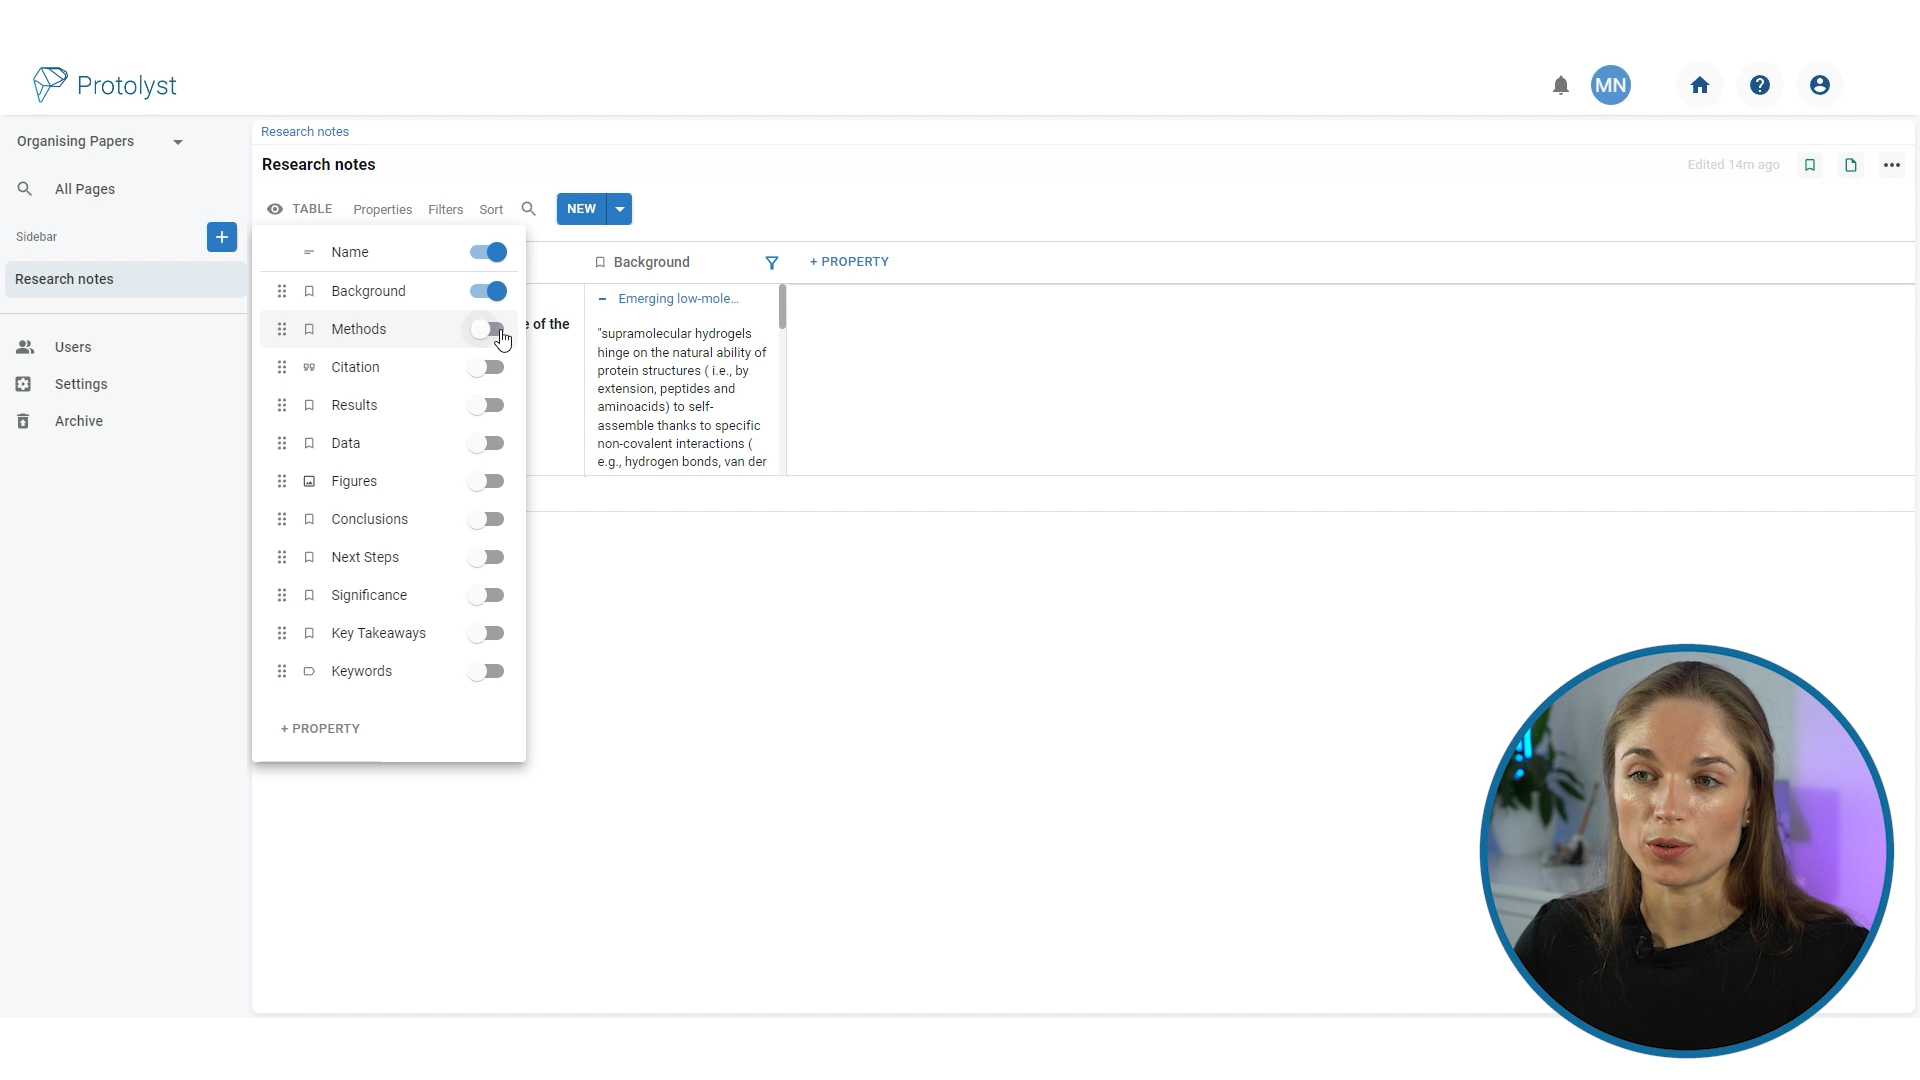 Protolyst
MN
Organising Papers
All Pages
Sidebar
Research notes
Users
Settings
Archive
Research notes
Research notes
Edited 14m ago
TABLE Properties Filters Sort NEW
Name
Background
Methods
Citation
Results
Data
Figures
Conclusions
Next Steps
Significance
Key Takeaways
Keywords
+ PROPERTY
Background
+ PROPERTY
e of the
Emerging low-mole...
"supramolecular hydrogels
hinge on the natural ability of
protein structures ( i.e., by
extension, peptides and
aminoacids) to self-
assemble thanks to specific
non-covalent interactions (
e.g., hydrogen bonds, van der